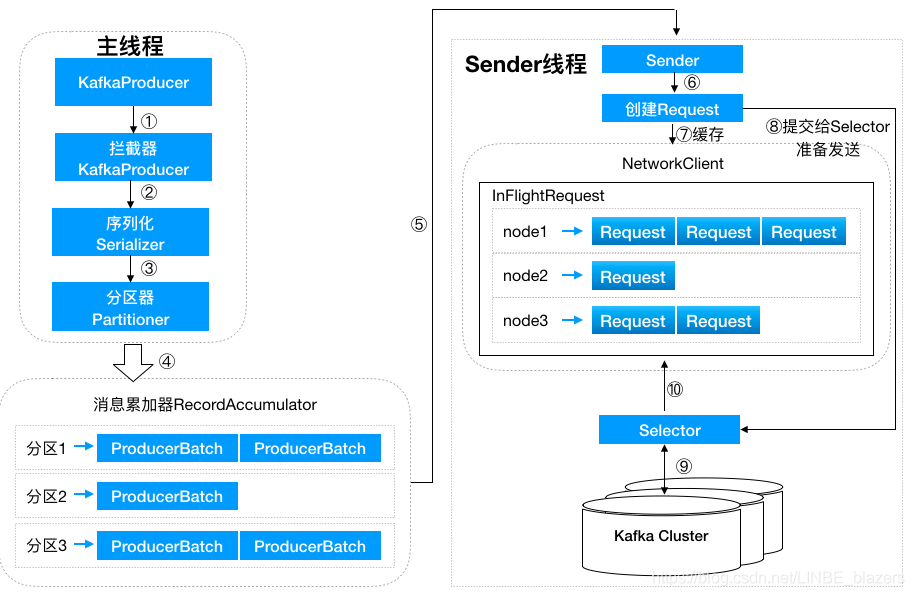 主线程
KafkaProducer
①
拦截器
KafkaProducer
②
序列化
Serializer
③
分区器
Partitioner
④
消息累加器RecordAccumulator
分区1
ProducerBatch
ProducerBatch
分区2
ProducerBatch
分区3
ProducerBatch
ProducerBatch
⑤
Sender线程
Sender
⑥
创建Request
⑦缓存
⑧提交给Selector
准备发送
NetworkClient
InFlightRequest
node1
Request
Request
Request
node2
Request
node3
Request
Request
⑩
Selector
⑨
Kafka Cluster
https://blog.csdn.net/LINBE_blazers